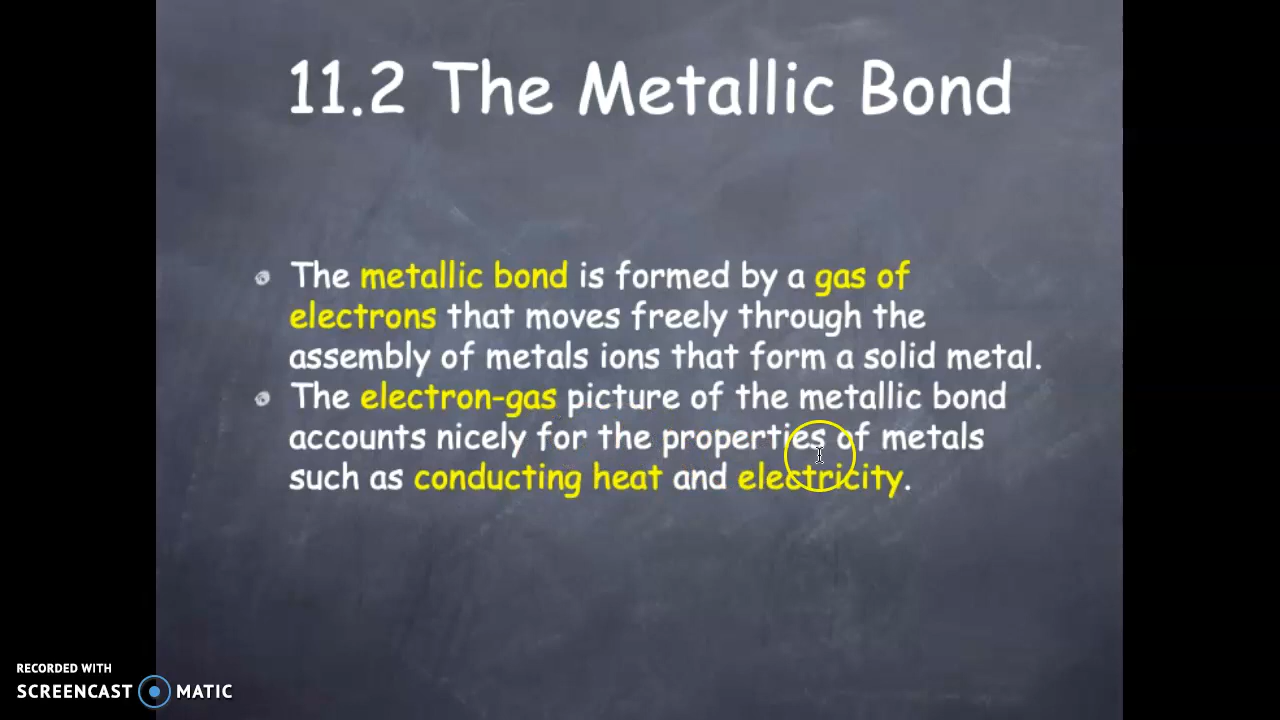 11.2 The Metallic Bond
The metallic bond is formed by a gas of
electrons that moves freely through the
assembly of metals ions that form a solid metal.
The electron-gas picture of the metallic bond
accounts nicely for the properties of metals
such as conducting heat and electricity.
RECORDED WITH
SCREENCAST MATIC